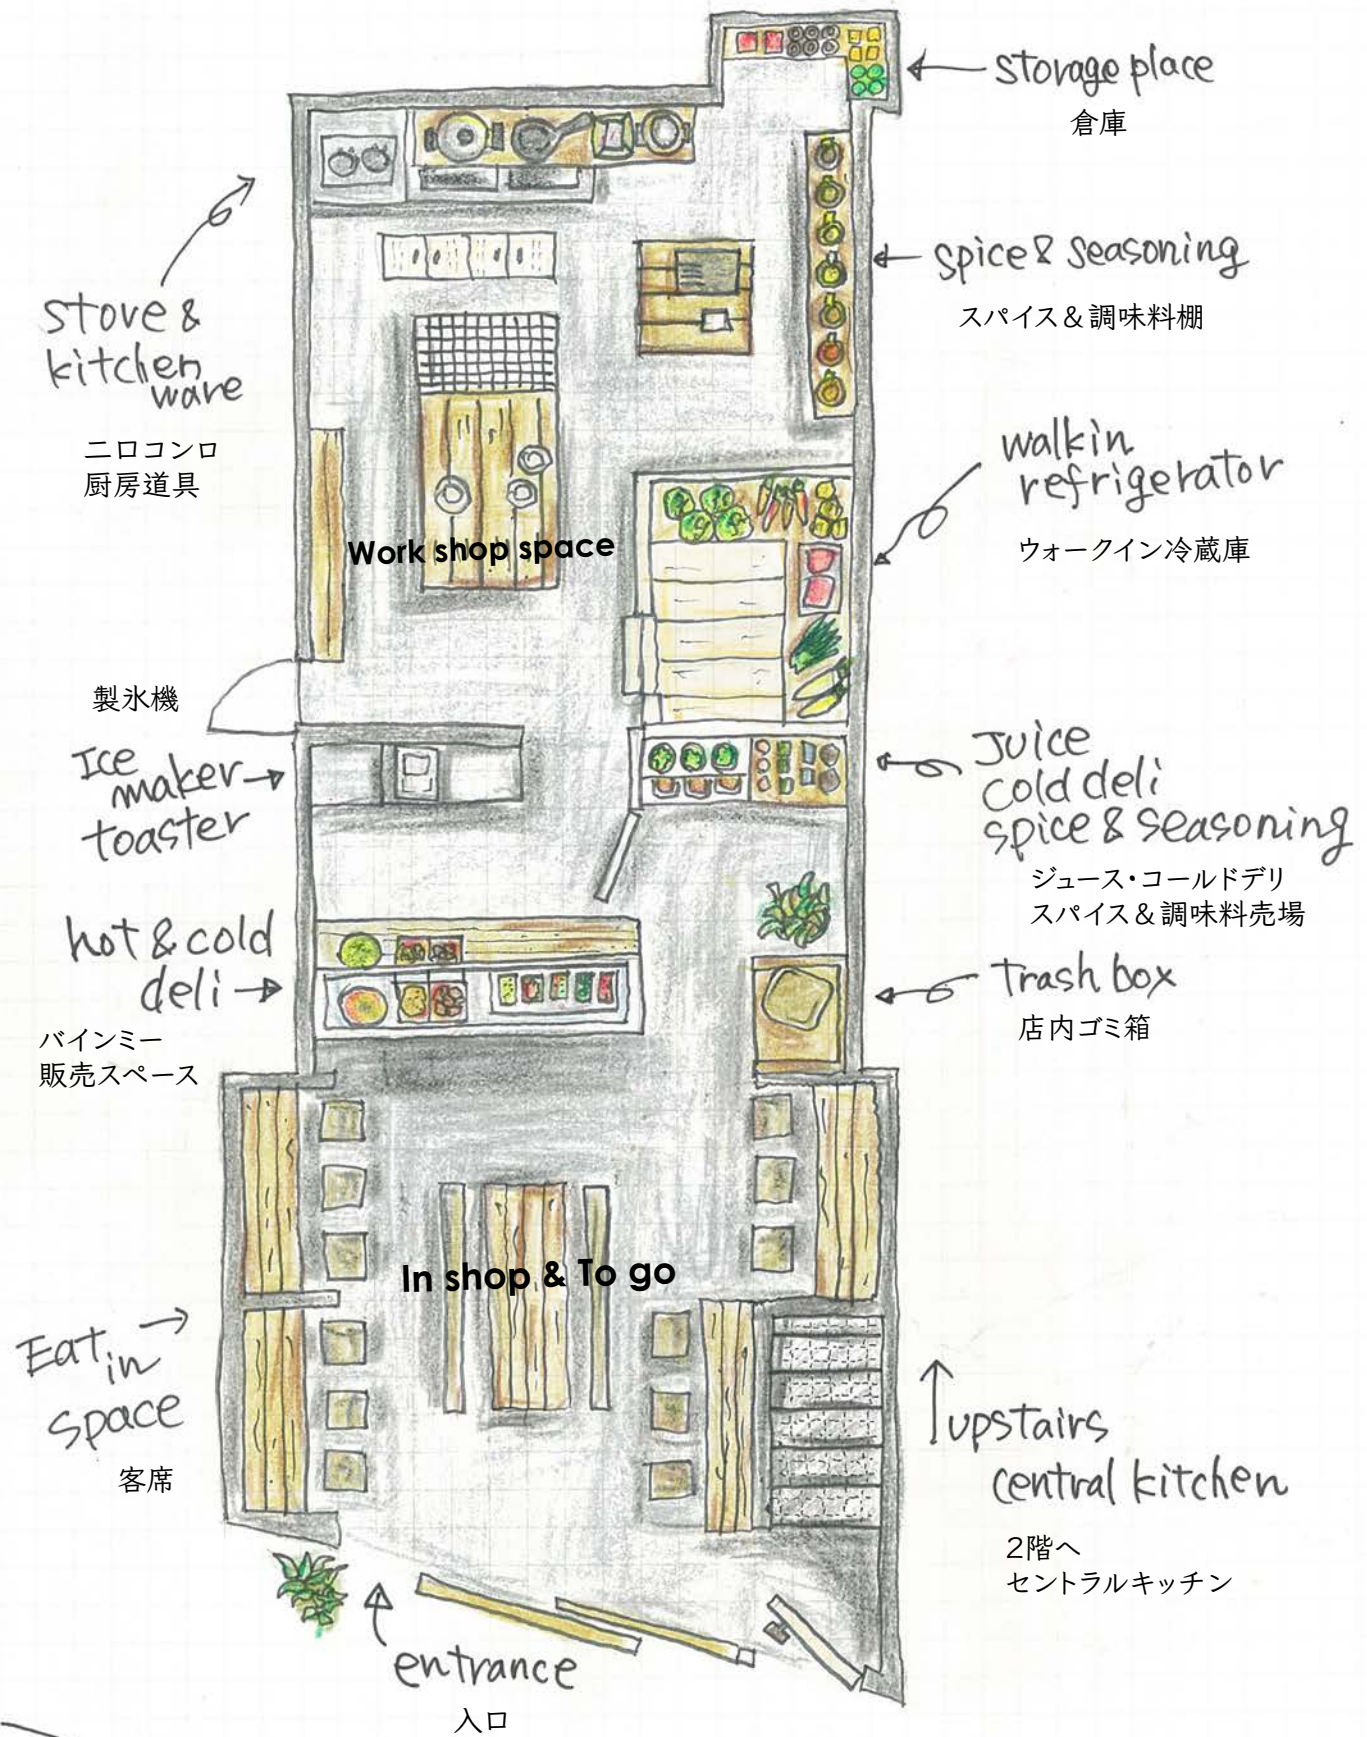 storage place
倉庫
spice & seasoning
スパイス＆調味料棚
stove &
kitchen
ware
二口コンロ
厨房道具
walkin
refrigerator
ウォークイン冷蔵庫
Work shop space
製氷機
Ice
maker
toaster
Juice
cold deli
spice & seasoning
ジュース・コールドデリ
スパイス＆調味料売場
hot & cold
deli
バインミー
販売スペース
Trash box
店内ゴミ箱
In shop & To go
Eat in
space
客席
upstairs
central kitchen
2階へ
セントラルキッチン
entrance
入口